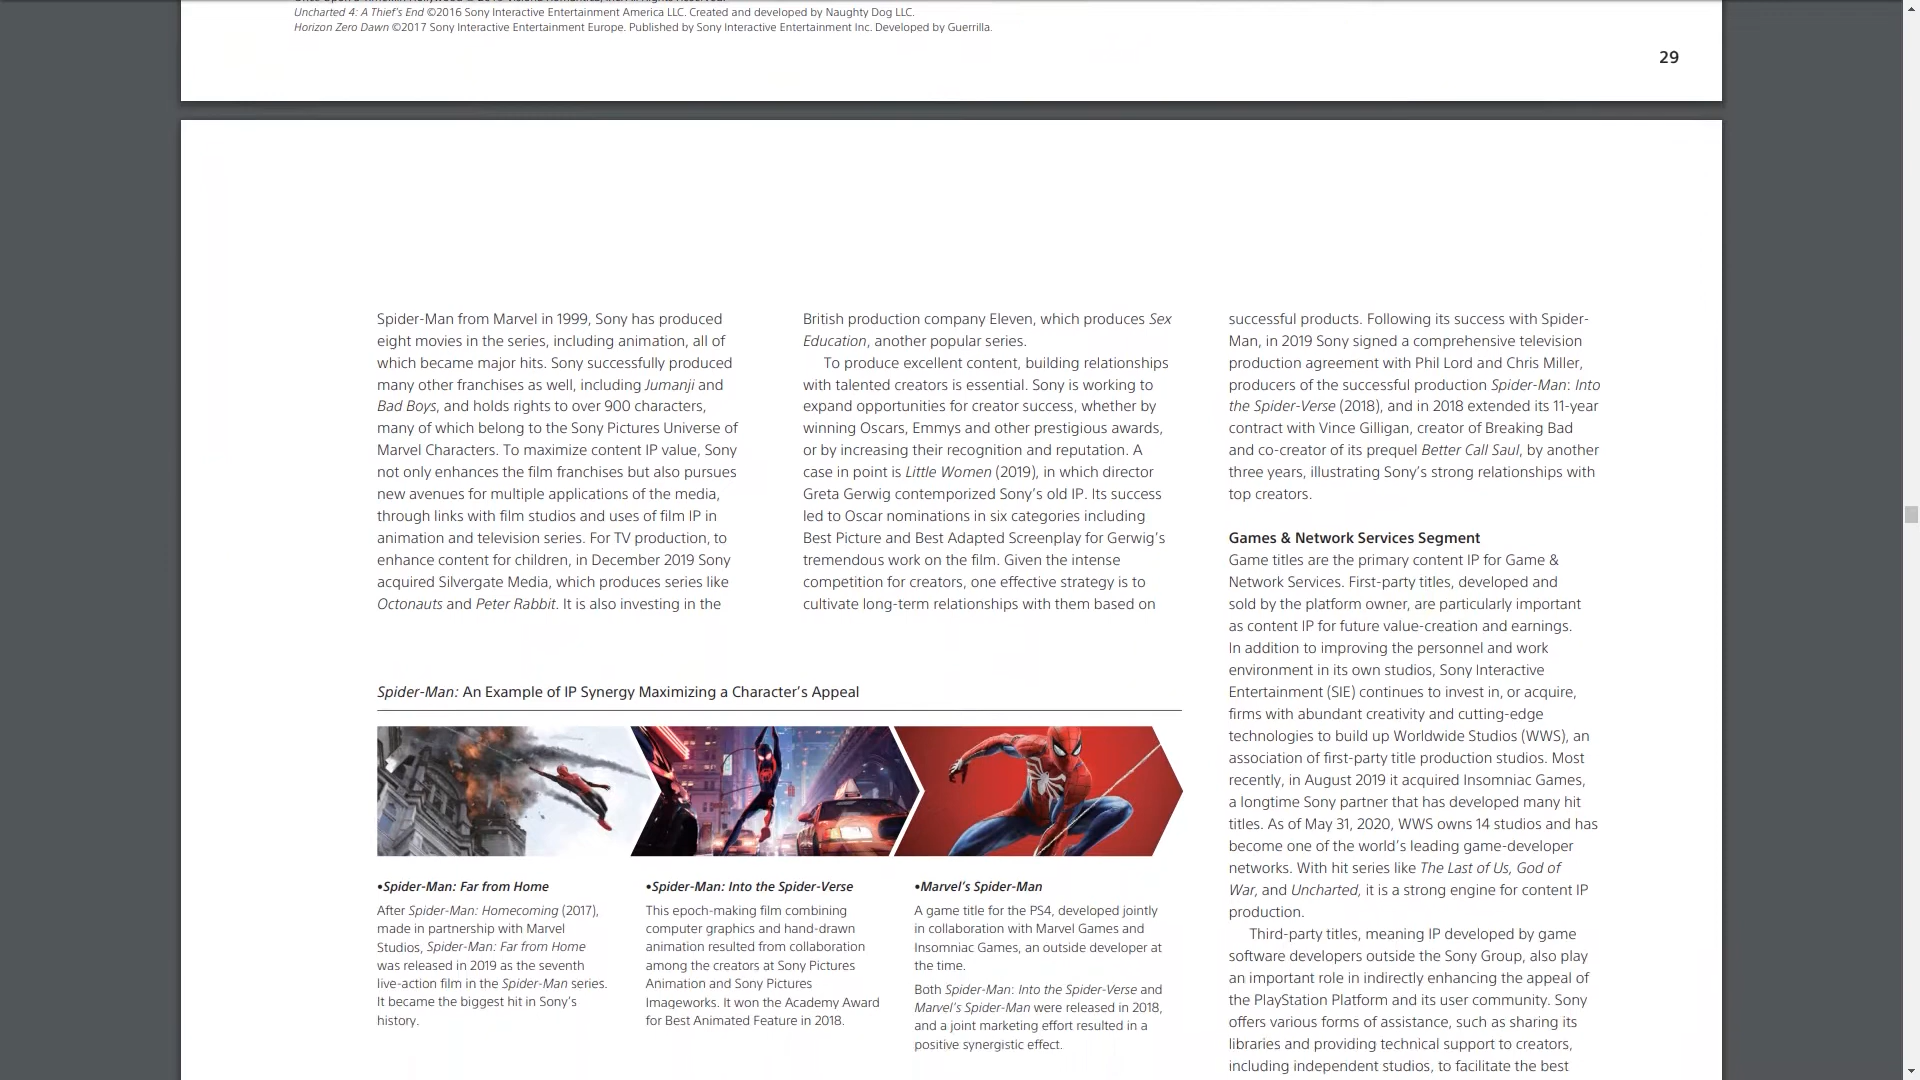 Uncharted 4: A Thief's End ©2016 Sony Interactive Entertainment America LLC. Created and developed by Naughty Dog LLC.
Horizon Zero Dawn ©2017 Sony Interactive Entertainment Europe. Published by Sony Interactive Entertainment Inc. Developed by Guerrilla.
29
Spider-Man from Marvel in 1999, Sony has produced
eight movies in the series, including animation, all of
which became major hits. Sony successfully produced
many other franchises as well, including Jumanji and
Bad Boys, and holds rights to over 900 characters,
many of which belong to the Sony Pictures Universe of
Marvel Characters. To maximize content IP value, Sony
not only enhances the film franchises but also pursues
new avenues for multiple applications of the media,
through links with film studios and uses of film IP in
animation and television series. For TV production, to
enhance content for children, in December 2019 Sony
acquired Silvergate Media, which produces series like
Octonauts and Peter Rabbit. It is also investing in the
British production company Eleven, which produces Sex
Education, another popular series.
To produce excellent content, building relationships
with talented creators is essential. Sony is working to
expand opportunities for creator success, whether by
winning Oscars, Emmys and other prestigious awards,
or by increasing their recognition and reputation. A
case in point is Little Women (2019), in which director
Greta Gerwig contemporized Sony's old IP. Its success
led to Oscar nominations in six categories including
Best Picture and Best Adapted Screenplay for Gerwig's
tremendous work on the film. Given the intense
competition for creators, one effective strategy is to
cultivate long-term relationships with them based on
successful products. Following its success with Spider-
Man, in 2019 Sony signed a comprehensive television
production agreement with Phil Lord and Chris Miller,
producers of the successful production Spider-Man: Into
the Spider-Verse (2018), and in 2018 extended its 11-year
contract with Vince Gilligan, creator of Breaking Bad
and co-creator of its prequel Better Call Saul, by another
three years, illustrating Sony's strong relationships with
top creators.
Games & Network Services Segment
Game titles are the primary content IP for Game &
Network Services. First-party titles, developed and
sold by the platform owner, are particularly important
as content IP for future value-creation and earnings.
In addition to improving the personnel and work
environment in its own studios, Sony Interactive
Entertainment (SIE) continues to invest in, or acquire,
firms with abundant creativity and cutting-edge
technologies to build up Worldwide Studios (WWS), an
association of first-party title production studios. Most
recently, in August 2019 it acquired Insomniac Games,
a longtime Sony partner that has developed many hit
titles. As of May 31, 2020, WWS owns 14 studios and has
become one of the world's leading game-developer
networks. With hit series like The Last of Us, God of
War, and Uncharted, it is a strong engine for content IP
production.
Third-party titles, meaning IP developed by game
software developers outside the Sony Group, also play
an important role in indirectly enhancing the appeal of
the PlayStation Platform and its user community. Sony
offers various forms of assistance, such as sharing its
libraries and providing technical support to creators,
including independent studios, to facilitate the best
Spider-Man: An Example of IP Synergy Maximizing a Character's Appeal
•Spider-Man: Far from Home
After Spider-Man: Homecoming (2017),
made in partnership with Marvel
Studios, Spider-Man: Far from Home
was released in 2019 as the seventh
live-action film in the Spider-Man series.
It became the biggest hit in Sony's
history.
•Spider-Man: Into the Spider-Verse
This epoch-making film combining
computer graphics and hand-drawn
animation resulted from collaboration
among the creators at Sony Pictures
Animation and Sony Pictures
Imageworks. It won the Academy Award
for Best Animated Feature in 2018.
•Marvel's Spider-Man
A game title for the PS4, developed jointly
in collaboration with Marvel Games and
Insomniac Games, an outside developer at
the time.
Both Spider-Man: Into the Spider-Verse and
Marvel's Spider-Man were released in 2018,
and a joint marketing effort resulted in a
positive synergistic effect.